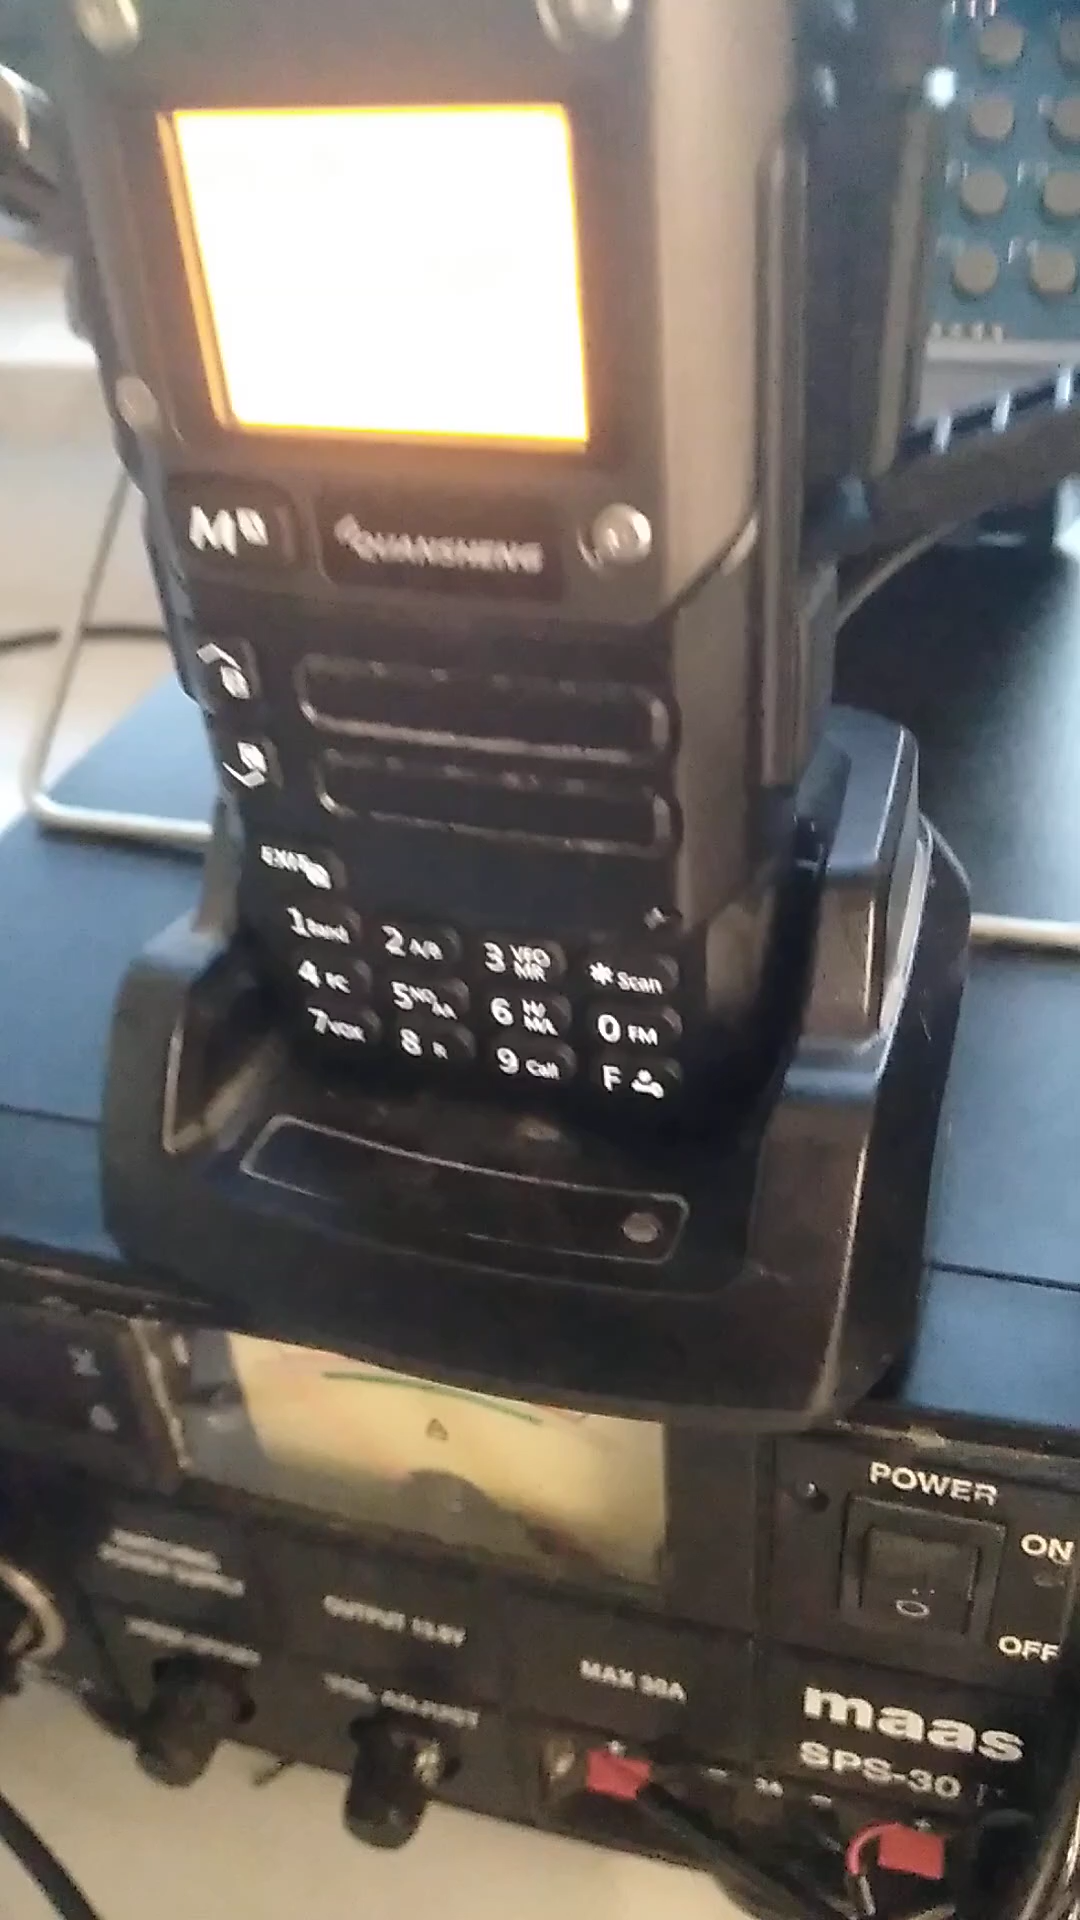 M
QUANSHENG
EXIT
1 Band 2 A/B 3 VFO MR * Scan
4 FC 5 NOAA 6 H/M/L 0 FM
7 VOX 8 R 9 Call F
POWER
ON
OFF
OUTPUT 13.8V
MAX 30A
maas
SPS-30
+
+